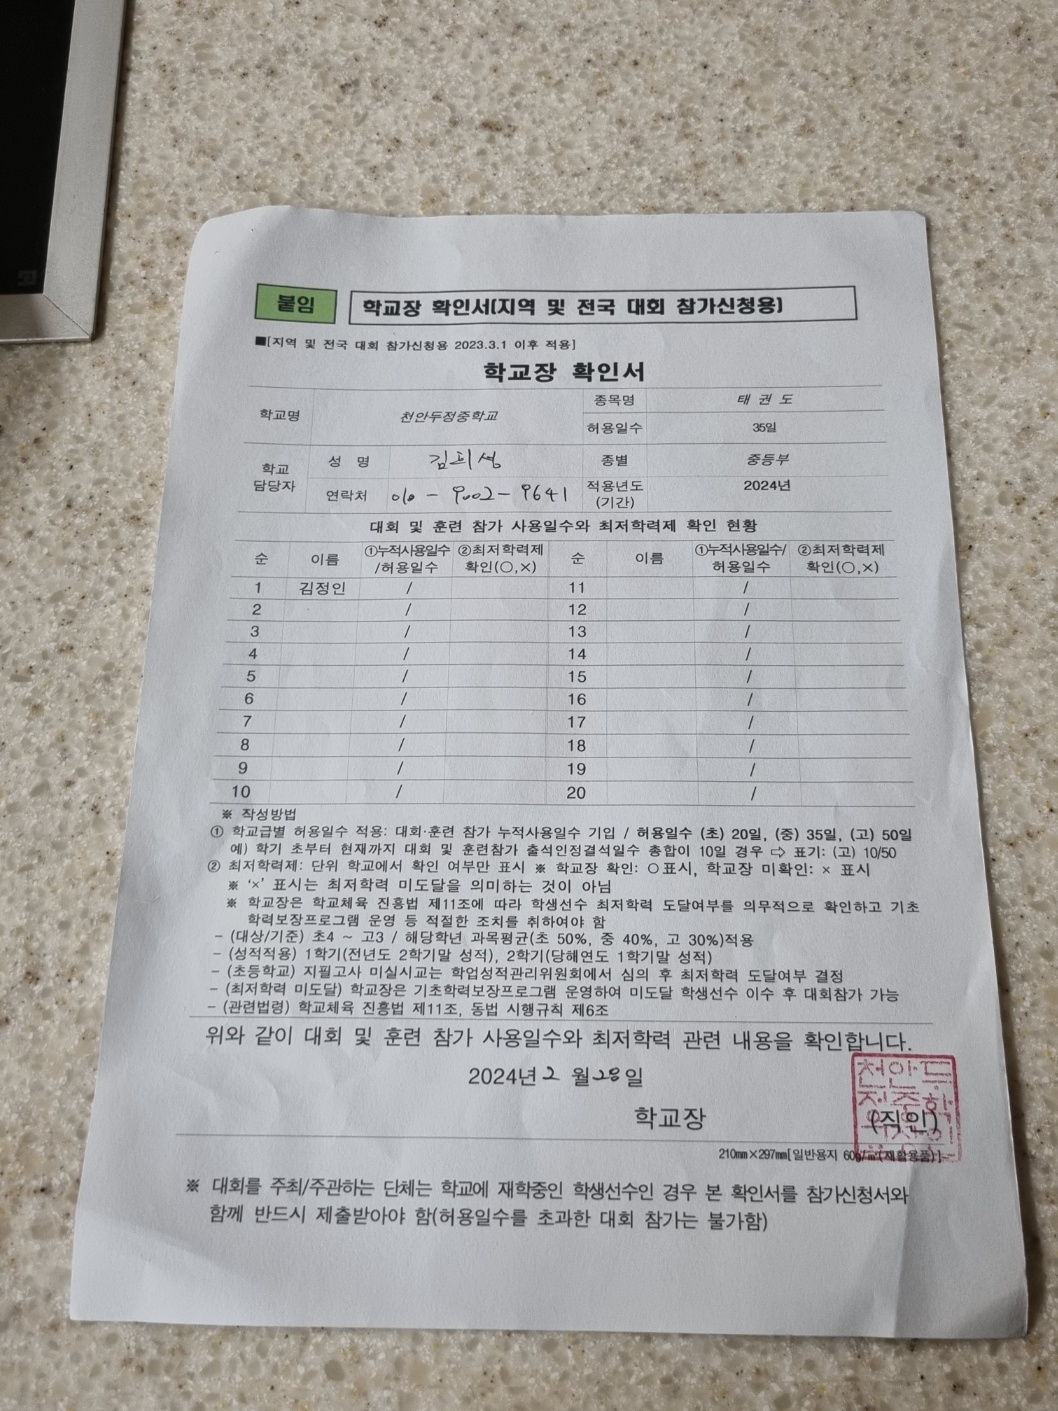 붙임 학교장 확인서(지역 및 전국 대회 참가신청용)
■[지역 및 전국 대회 참가신청용 2023.3.1 이후 적용]
학교장 확인서
학교명 천안두정중학교 종목명 태 권 도
허용일수 35일
학교 담당자 성 명 김희생 종별 중등부
연락처 010 - 9002 - 9641 적용년도 (기간) 2024년
대회 및 훈련 참가 사용일수와 최저학력제 확인 현황
순 이름 ①누적사용일수/허용일수 ②최저학력제 확인(○,×) 순 이름 ①누적사용일수/허용일수 ②최저학력제 확인(○,×)
1 김정인 / 11 /
2 / 12 /
3 / 13 /
4 / 14 /
5 / 15 /
6 / 16 /
7 / 17 /
8 / 18 /
9 / 19 /
10 / 20 /
※ 작성방법
① 학교급별 허용일수 적용: 대회·훈련 참가 누적사용일수 기입 / 허용일수 (초) 20일, (중) 35일, (고) 50일
예) 학기 초부터 현재까지 대회 및 훈련참가 출석인정결석일수 총합이 10일 경우 ⇨ 표기: (고) 10/50
② 최저학력제: 단위 학교에서 확인 여부만 표시 ※ 학교장 확인: ○표시, 학교장 미확인: × 표시
※ '×' 표시는 최저학력 미도달을 의미하는 것이 아님
※ 학교장은 학교체육 진흥법 제11조에 따라 학생선수 최저학력 도달여부를 의무적으로 확인하고 기초
학력보장프로그램 운영 등 적절한 조치를 취하여야 함
- (대상/기준) 초4 ~ 고3 / 해당학년 과목평균(초 50%, 중 40%, 고 30%)적용
- (성적적용) 1학기(전년도 2학기말 성적), 2학기(당해연도 1학기말 성적)
- (초등학교) 지필고사 미실시교는 학업성적관리위원회에서 심의 후 최저학력 도달여부 결정
- (최저학력 미도달) 학교장은 기초학력보장프로그램 운영하여 미도달 학생선수 이수 후 대회참가 가능
- (관련법령) 학교체육 진흥법 제11조, 동법 시행규칙 제6조
위와 같이 대회 및 훈련 참가 사용일수와 최저학력 관련 내용을 확인합니다.
2024년 2 월 28 일
학교장 (직인)
210㎜×297㎜[일반용지 60g/㎡(재활용품)]
※ 대회를 주최/주관하는 단체는 학교에 재학중인 학생선수인 경우 본 확인서를 참가신청서와
함께 반드시 제출받아야 함(허용일수를 초과한 대회 참가는 불가함)